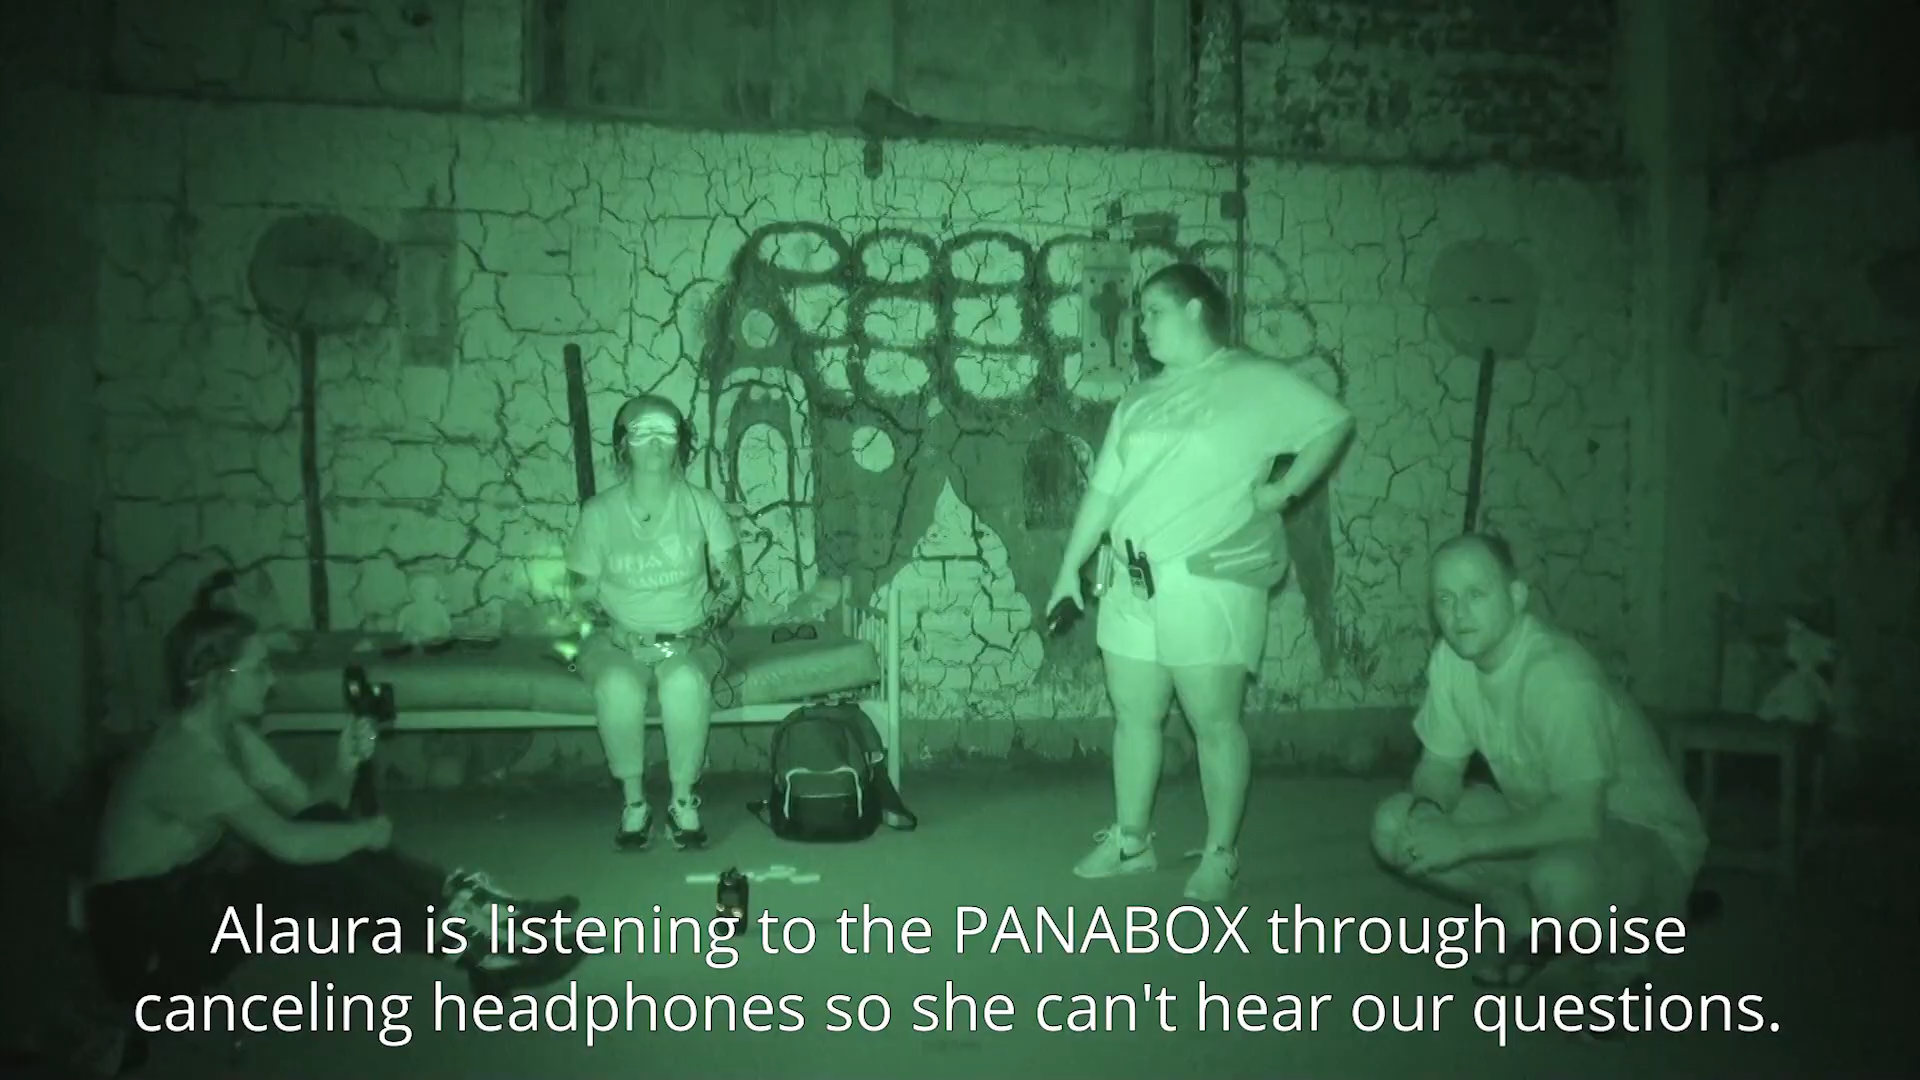 Alaura is listening to the PANABOX through noise
canceling headphones so she can't hear our questions.